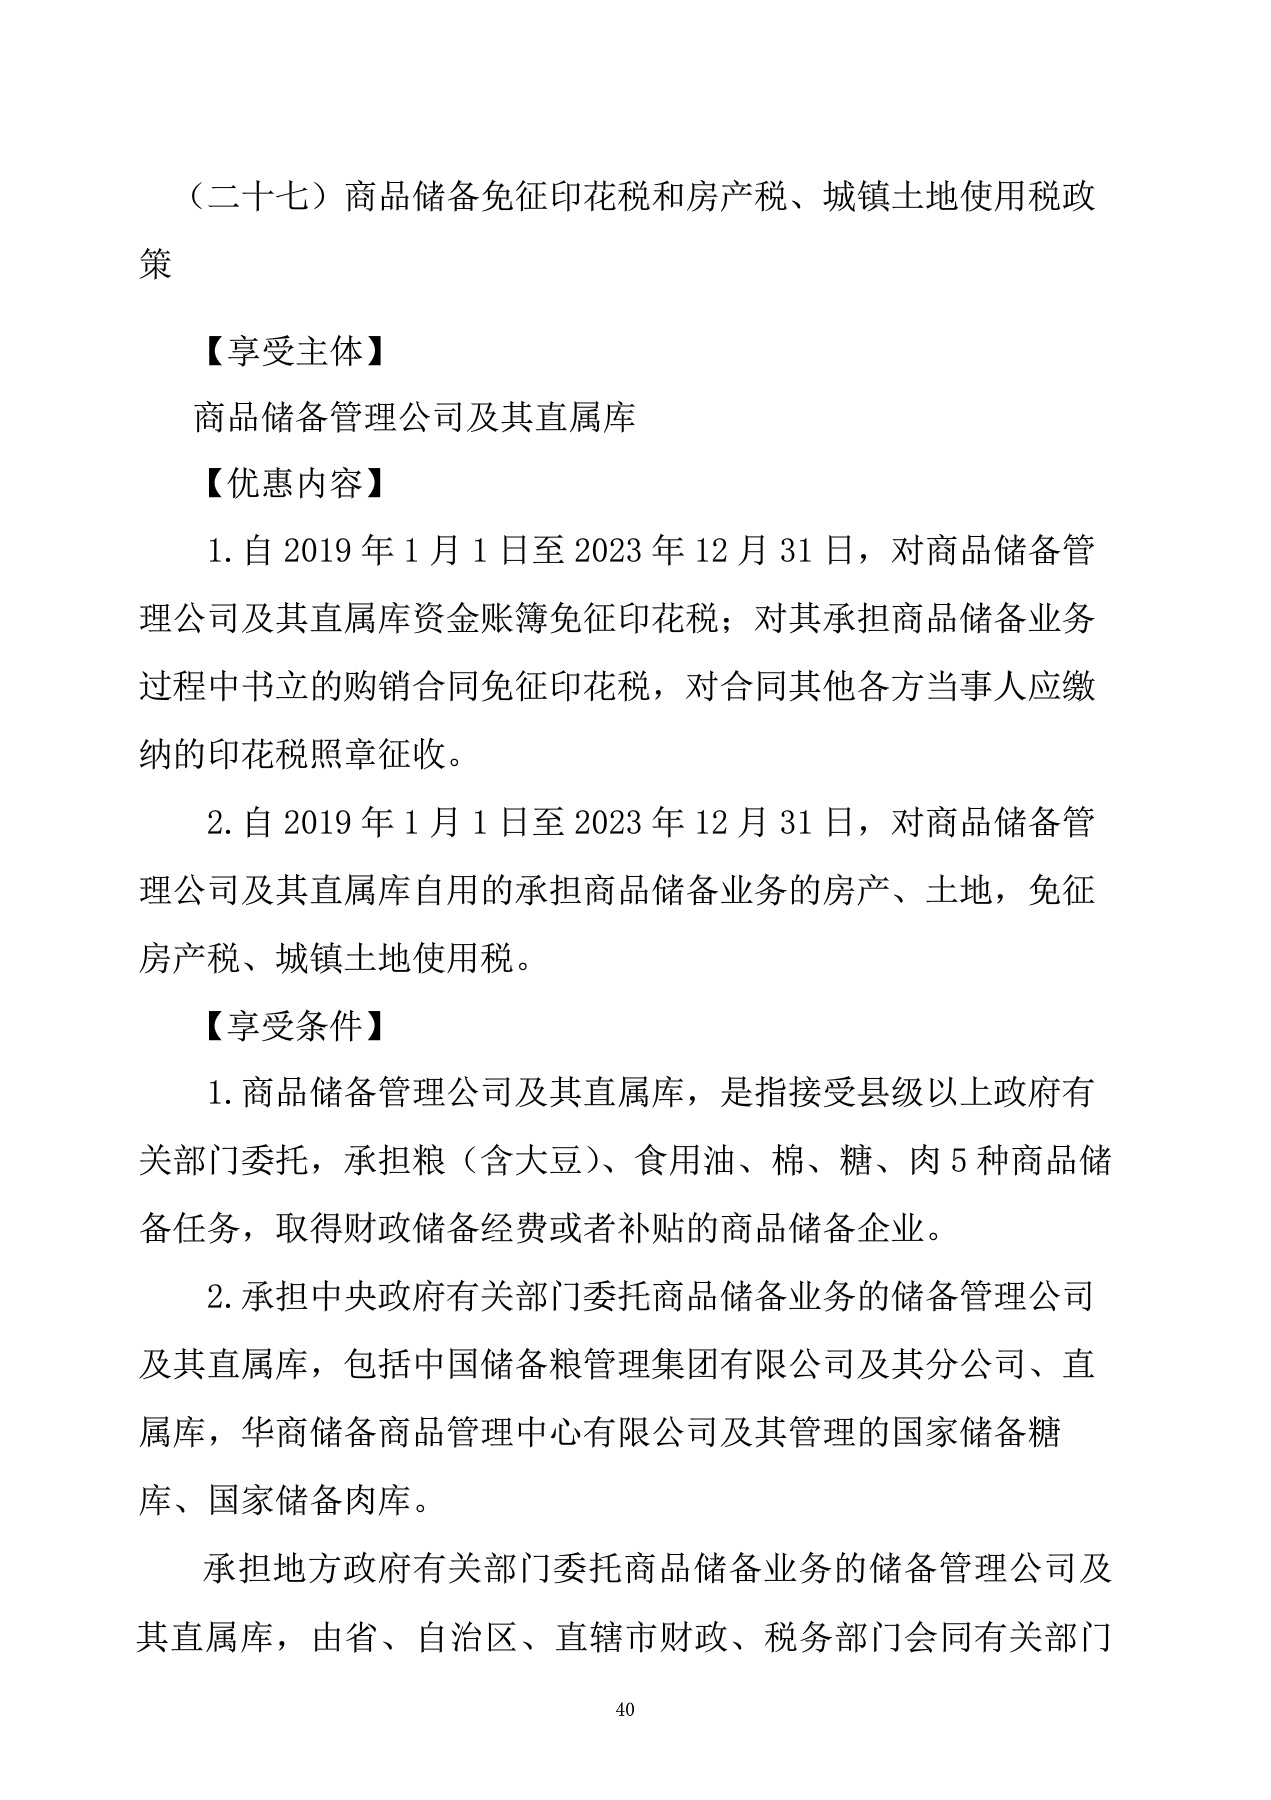 （二十七）商品储备免征印花税和房产税、城镇土地使用税政
策
【享受主体】
商品储备管理公司及其直属库
【优惠内容】
1.自 2019 年 1 月 1 日至 2023 年 12 月 31 日，对商品储备管
理公司及其直属库资金账簿免征印花税；对其承担商品储备业务
过程中书立的购销合同免征印花税，对合同其他各方当事人应缴
纳的印花税照章征收。
2.自 2019 年 1 月 1 日至 2023 年 12 月 31 日，对商品储备管
理公司及其直属库自用的承担商品储备业务的房产、土地，免征
房产税、城镇土地使用税。
【享受条件】
1.商品储备管理公司及其直属库，是指接受县级以上政府有
关部门委托，承担粮（含大豆）、食用油、棉、糖、肉 5 种商品储
备任务，取得财政储备经费或者补贴的商品储备企业。
2.承担中央政府有关部门委托商品储备业务的储备管理公司
及其直属库，包括中国储备粮管理集团有限公司及其分公司、直
属库，华商储备商品管理中心有限公司及其管理的国家储备糖
库、国家储备肉库。
承担地方政府有关部门委托商品储备业务的储备管理公司及
其直属库，由省、自治区、直辖市财政、税务部门会同有关部门
40